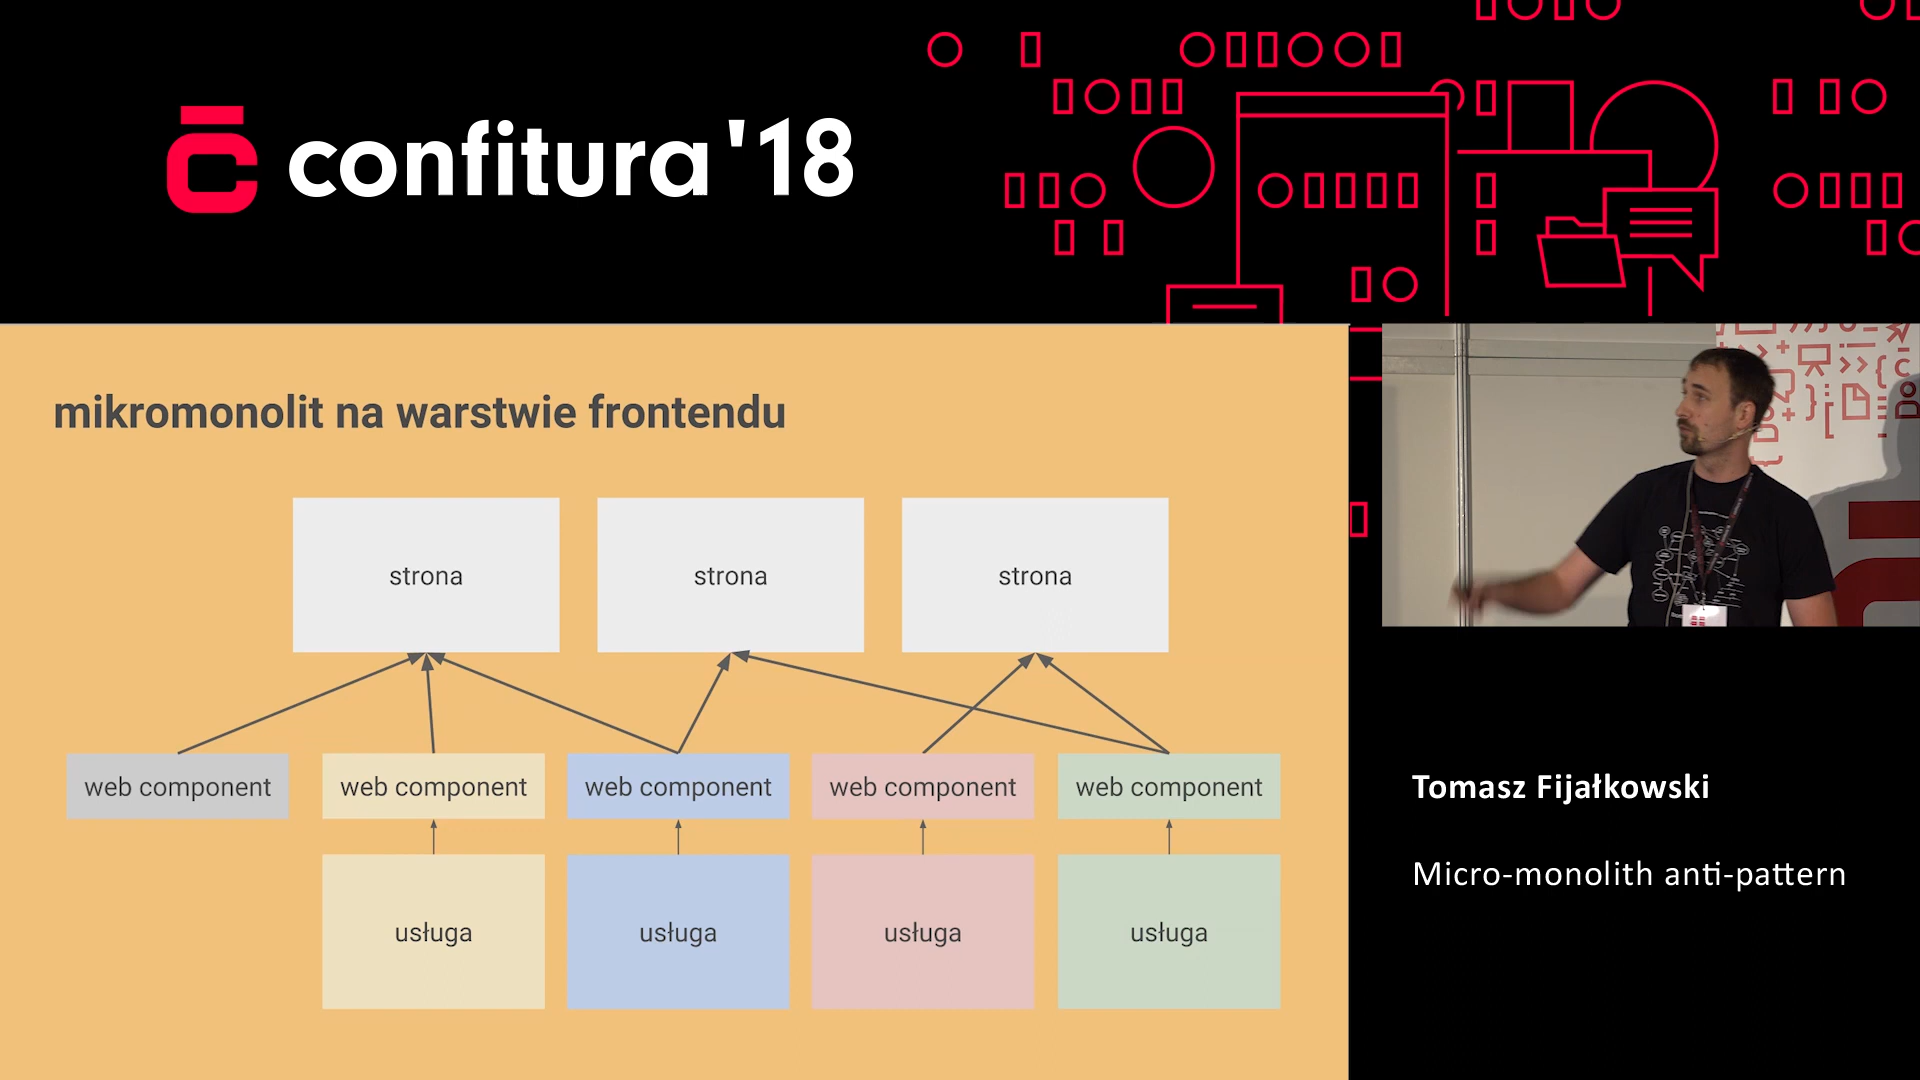 confitura '18
mikromonolit na warstwie frontendu
strona
strona
strona
web component
web component
web component
web component
web component
usługa
usługa
usługa
usługa
Tomasz Fijałkowski
Micro-monolith anti-pattern